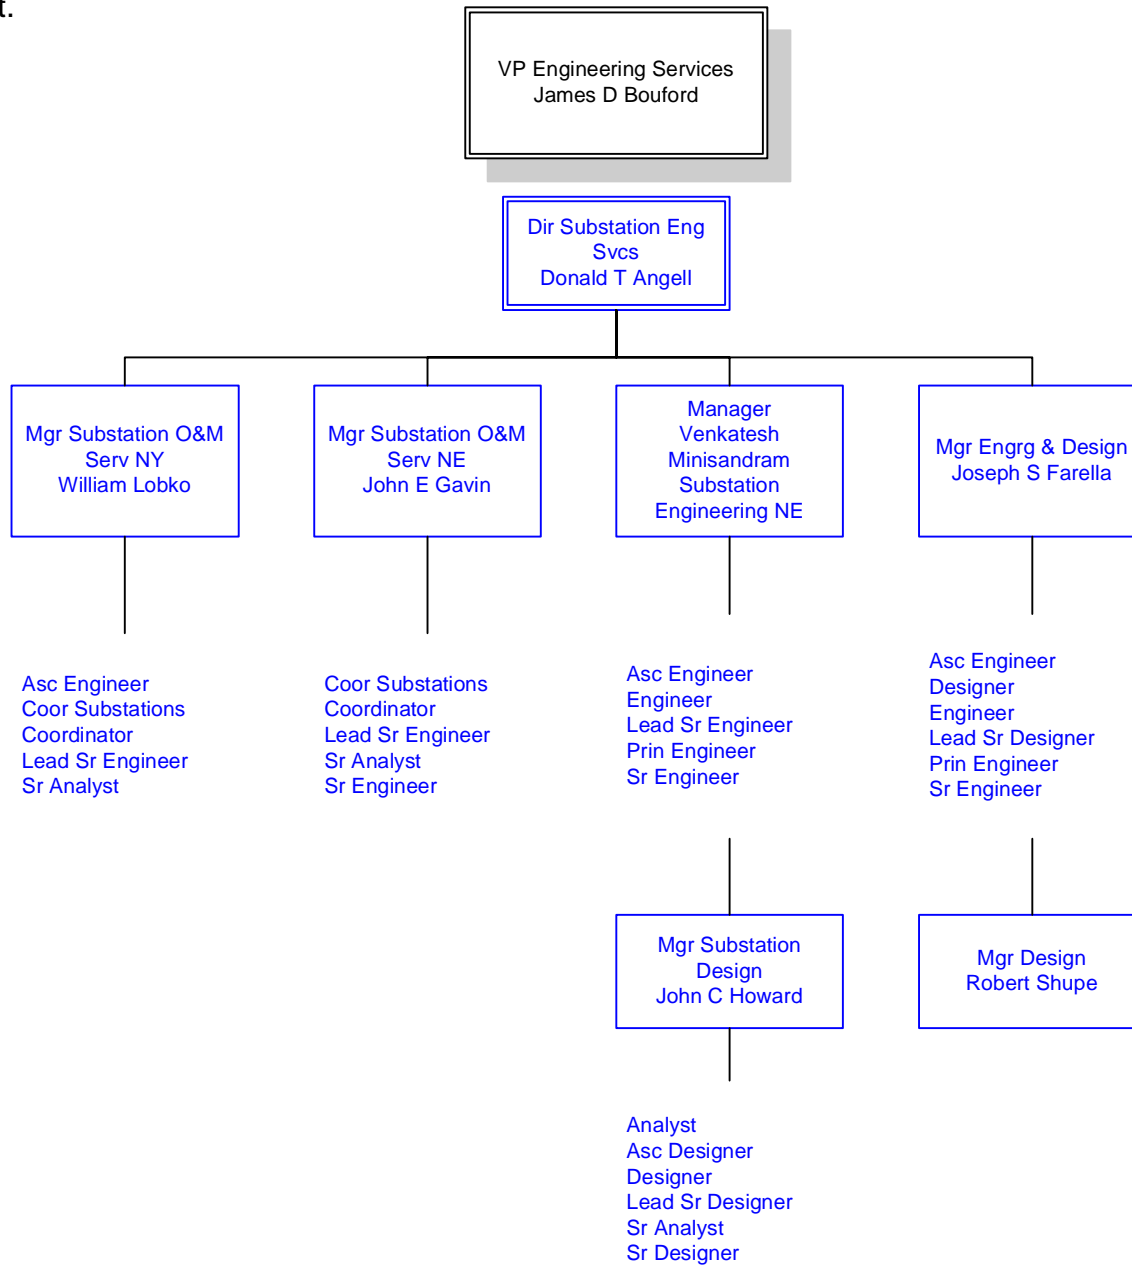 t.
VP Engineering Services
James D Bouford
Dir Substation Eng
Svcs
Donald T Angell
Mgr Substation O&M
Serv NY
William Lobko
Mgr Substation O&M
Serv NE
John E Gavin
Manager
Venkatesh
Minisandram
Substation
Engineering NE
Mgr Engrg & Design
Joseph S Farella
Asc Engineer
Coor Substations
Coordinator
Lead Sr Engineer
Sr Analyst
Coor Substations
Coordinator
Lead Sr Engineer
Sr Analyst
Sr Engineer
Asc Engineer
Engineer
Lead Sr Engineer
Prin Engineer
Sr Engineer
Asc Engineer
Designer
Engineer
Lead Sr Designer
Prin Engineer
Sr Engineer
Mgr Substation
Design
John C Howard
Mgr Design
Robert Shupe
Analyst
Asc Designer
Designer
Lead Sr Designer
Sr Analyst
Sr Designer